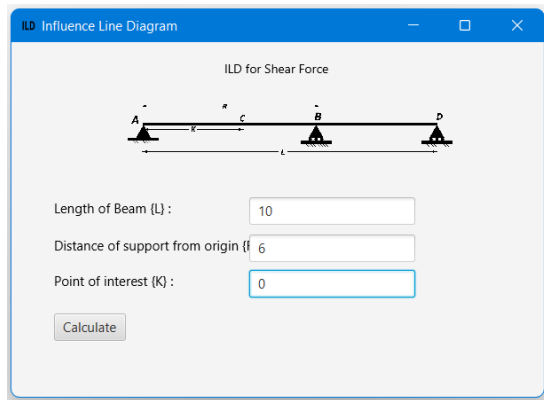 ILD Influence Line Diagram
ILD for Shear Force
R
A C B D
K
L
Length of Beam {L} : 10
Distance of support from origin { 6
Point of interest {K} : 0
Calculate